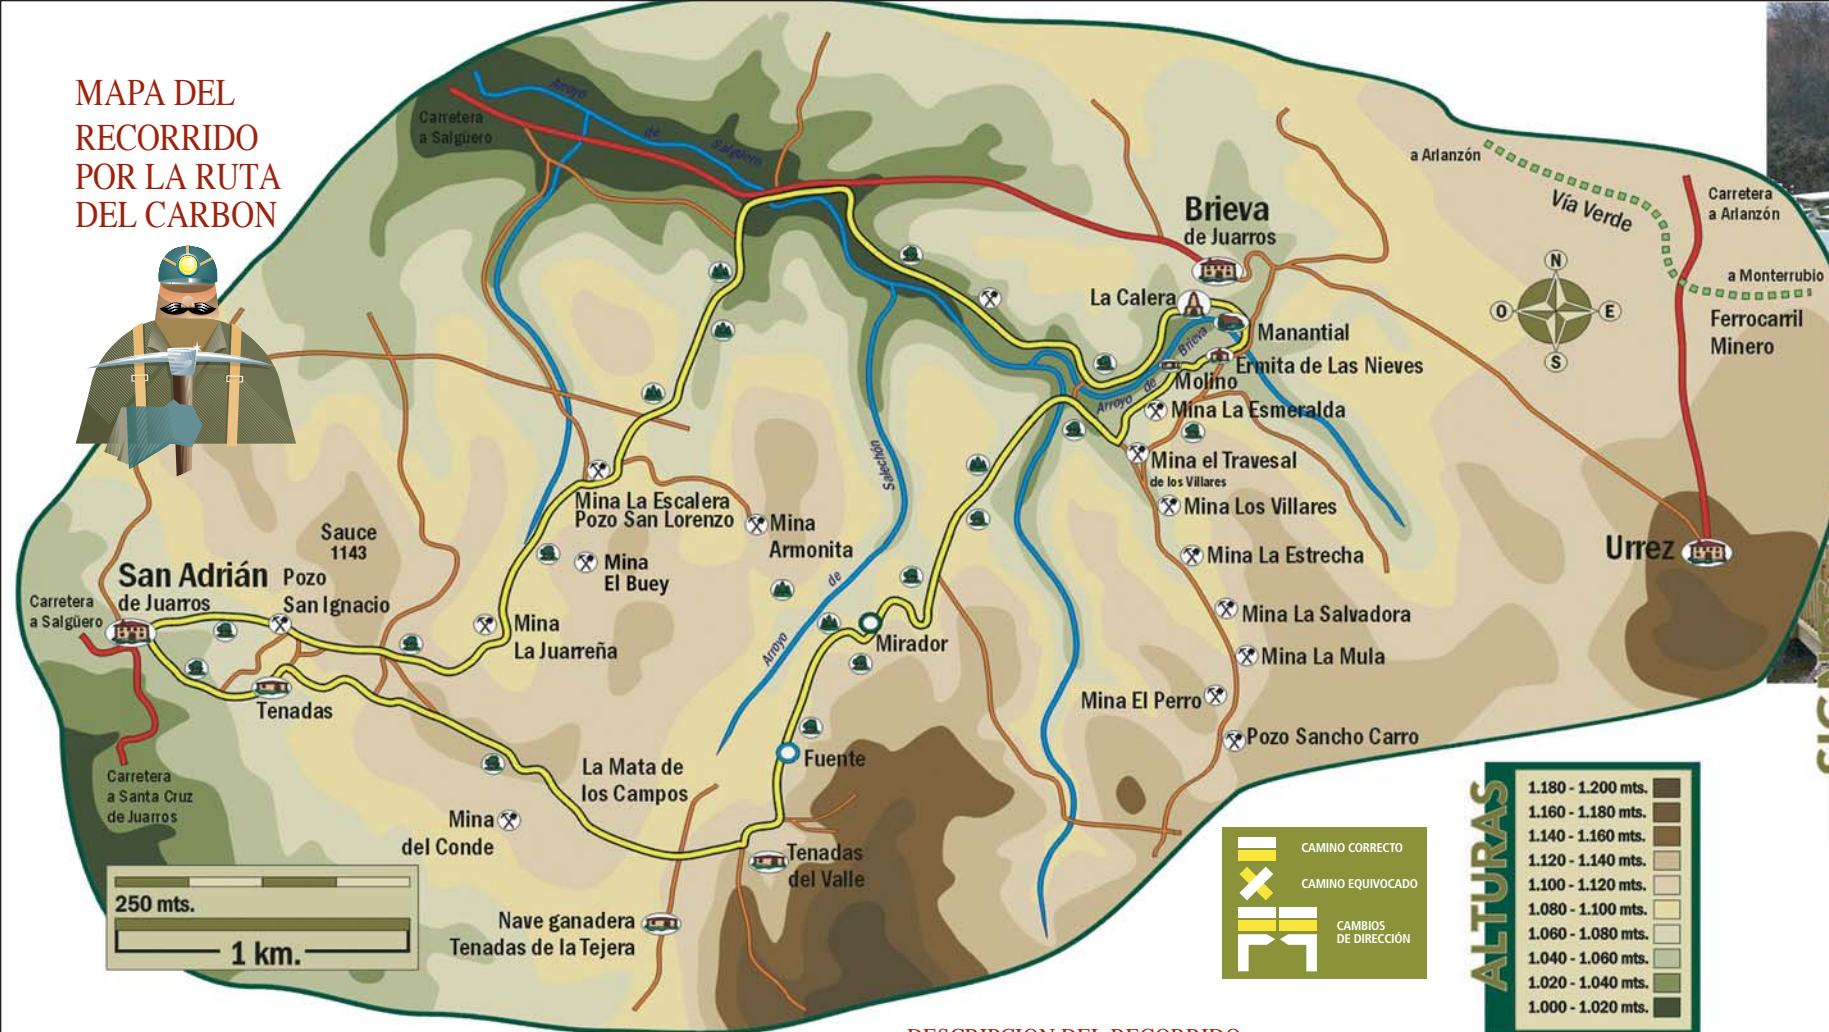 MAPA DEL
RECORRIDO
POR LA RUTA
DEL CARBON
Carretera
a Salgüero
Arroyo
de
Salgüero
a Arlanzón
Vía Verde
Carretera
a Arlanzón
a Monterrubio
Ferrocarril
Minero
N
O
E
S
Brieva
de Juarros
La Calera
Manantial
Brieva
Ermita de Las Nieves
Molino
de
Arroyo
Mina La Esmeralda
Mina el Travesal
de los Villares
Mina Los Villares
Mina La Estrecha
Mina La Salvadora
Mina La Mula
Mina El Perro
Pozo Sancho Carro
Urrez
Salechón
de
Arroyo
Mina La Escalera
Pozo San Lorenzo
Mina
Armonita
Mina
El Buey
Sauce
1143
San Adrián
de Juarros
Pozo
San Ignacio
Carretera
a Salgüero
Mina
La Juarreña
Mirador
Tenadas
Fuente
La Mata de
los Campos
Carretera
a Santa Cruz
de Juarros
Mina
del Conde
Tenadas
del Valle
Nave ganadera
Tenadas de la Tejera
250 mts.
1 km.
CAMINO CORRECTO
CAMINO EQUIVOCADO
CAMBIOS
DE DIRECCIÓN
ALTURAS
1.180 - 1.200 mts.
1.160 - 1.180 mts.
1.140 - 1.160 mts.
1.120 - 1.140 mts.
1.100 - 1.120 mts.
1.080 - 1.100 mts.
1.060 - 1.080 mts.
1.040 - 1.060 mts.
1.020 - 1.040 mts.
1.000 - 1.020 mts.
DESCRIPCION DEL RECORRIDO